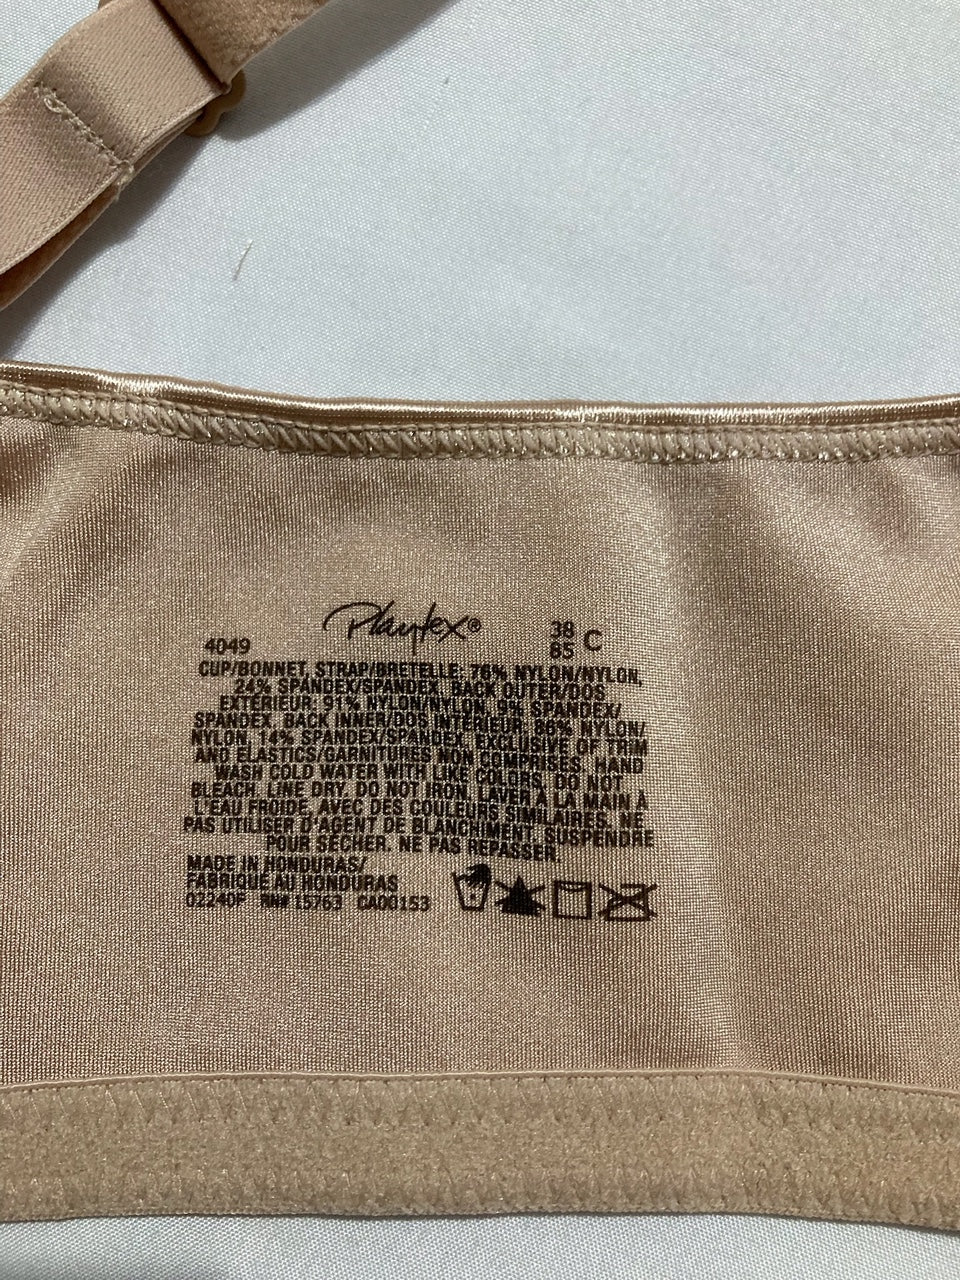 Playtex®
4049
38
85 C
CUP/BONNET, STRAP/BRETELLE: 76% NYLON/NYLON,
24% SPANDEX/SPANDEX, BACK OUTER/DOS
EXTÉRIEUR: 91% NYLON/NYLON, 9% SPANDEX/
SPANDEX, BACK INNER/DOS INTÉRIEUR, 86% NYLON/
NYLON, 14% SPANDEX/SPANDEX, EXCLUSIVE OF TRIM
AND ELASTICS/GARNITURES NON COMPRISES. HAND
WASH COLD WATER WITH LIKE COLORS. DO NOT
BLEACH. LINE DRY. DO NOT IRON. LAVER À LA MAIN À
L'EAU FROIDE, AVEC DES COULEURS SIMILAIRES. NE
PAS UTILISER D'AGENT DE BLANCHIMENT. SUSPENDRE
POUR SÉCHER. NE PAS REPASSER.
MADE IN HONDURAS/
FABRIQUÉ AU HONDURAS
02240F RN# 15763 CA00153